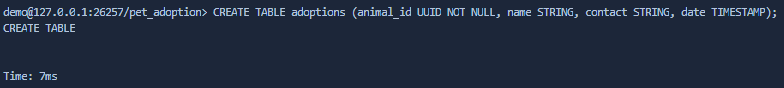 demo@127.0.0.1:26257/pet_adoption> CREATE TABLE adoptions (animal_id UUID NOT NULL, name STRING, contact STRING, date TIMESTAMP);
CREATE TABLE
Time: 7ms